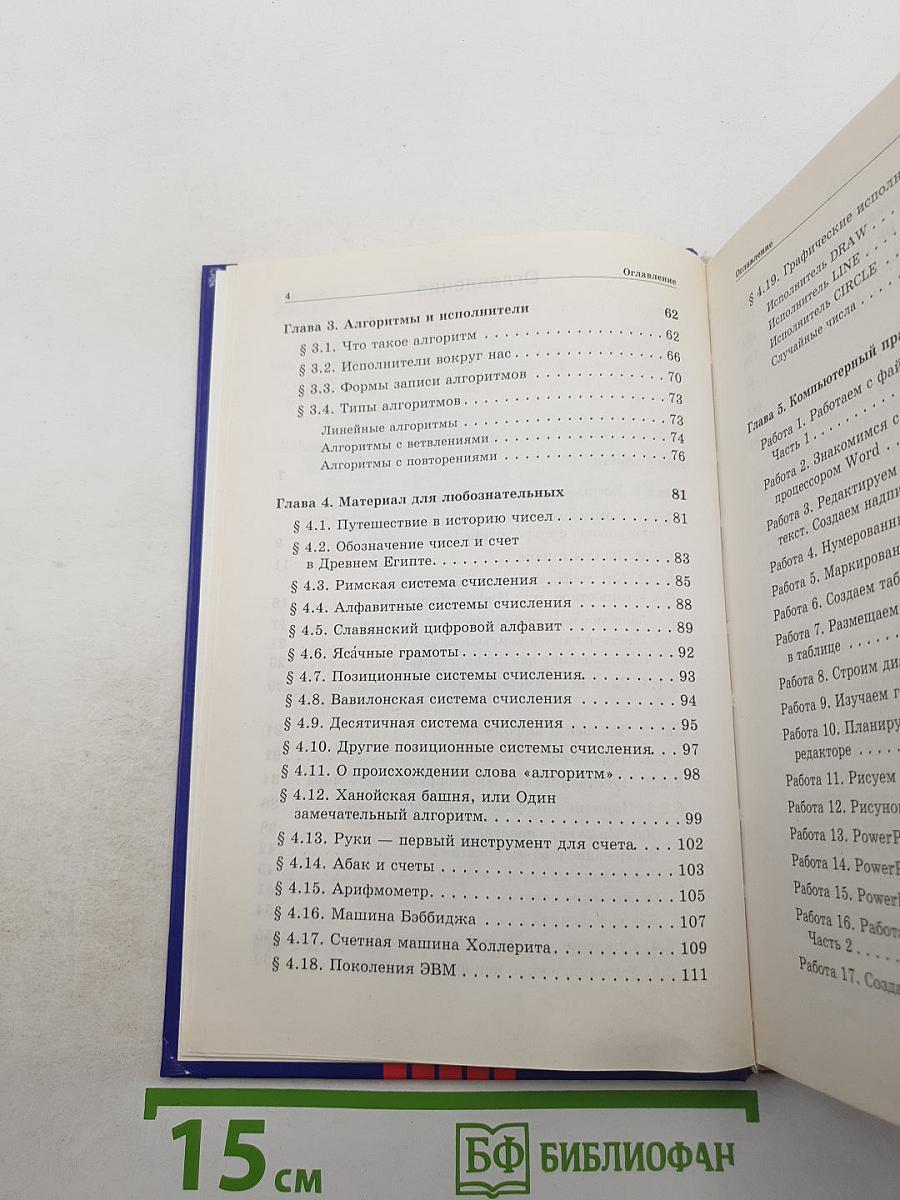 4 Оглавление
Глава 3. Алгоритмы и исполнители 62
§ 3.1. Что такое алгоритм . . . . . . . . . . . . . . . . 62
§ 3.2. Исполнители вокруг нас . . . . . . . . . . . . . 66
§ 3.3. Формы записи алгоритмов . . . . . . . . . . . . 70
§ 3.4. Типы алгоритмов . . . . . . . . . . . . . . . . . . 73
Линейные алгоритмы . . . . . . . . . . . . . . . . . . 73
Алгоритмы с ветвлениями . . . . . . . . . . . . . . . 74
Алгоритмы с повторениями . . . . . . . . . . . . . . 76
Глава 4. Материал для любознательных 81
§ 4.1. Путешествие в историю чисел . . . . . . . . . . 81
§ 4.2. Обозначение чисел и счет
в Древнем Египте. . . . . . . . . . . . . . . . . . . 83
§ 4.3. Римская система счисления . . . . . . . . . . . 85
§ 4.4. Алфавитные системы счисления . . . . . . . . 88
§ 4.5. Славянский цифровой алфавит . . . . . . . . . 89
§ 4.6. Яса́чные грамоты . . . . . . . . . . . . . . . . . . 92
§ 4.7. Позиционные системы счисления. . . . . . . . 93
§ 4.8. Вавилонская система счисления . . . . . . . . 94
§ 4.9. Десятичная система счисления . . . . . . . . . 95
§ 4.10. Другие позиционные системы счисления. . . 97
§ 4.11. О происхождении слова «алгоритм» . . . . . . 98
§ 4.12. Ханойская башня, или Один
замечательный алгоритм. . . . . . . . . . . . . . . 99
§ 4.13. Руки — первый инструмент для счета. . . . 102
§ 4.14. Абак и счеты . . . . . . . . . . . . . . . . . . . . 103
§ 4.15. Арифмометр. . . . . . . . . . . . . . . . . . . . . 105
§ 4.16. Машина Бэббиджа . . . . . . . . . . . . . . . . . 107
§ 4.17. Счетная машина Холлерита . . . . . . . . . . . 109
§ 4.18. Поколения ЭВМ . . . . . . . . . . . . . . . . . . 111
Оглавление
§ 4.19. Графические
Исполнитель DRAW . . .
Исполнитель LINE . . . .
Исполнитель CIRCLE . . .
Случайные числа . . . .
Глава 5. Компьютерный
Работа 1. Работаем с
Часть 1 . . . . . .
Работа 2. Знакомимся с
процессором Word . . .
Работа 3. Редактируем
текст. Создаем
Работа 4.
Работа 5.
Работа 6. Создаем
Работа 7. Размещаем
в таблице . . . . . .
Работа 8. Строим
Работа 9. Изучаем
Работа 10.
редакторе . . . .
Работа 11. Рисуем
Работа 12.
Работа 13.
Работа 14.
Работа 15.
Работа 16.
Часть 2 . . . .
Работа 17.
15 см
БФ БИБЛИОФАН